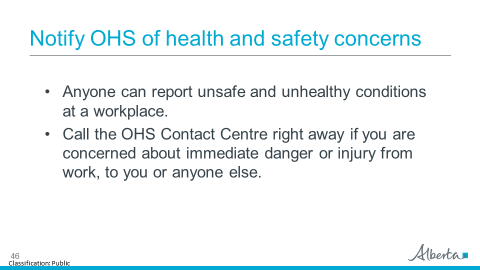 Notify OHS of health and safety concerns
• Anyone can report unsafe and unhealthy conditions
at a workplace.
• Call the OHS Contact Centre right away if you are
concerned about immediate danger or injury from
work, to you or anyone else.
46
Classification: Public
Alberta